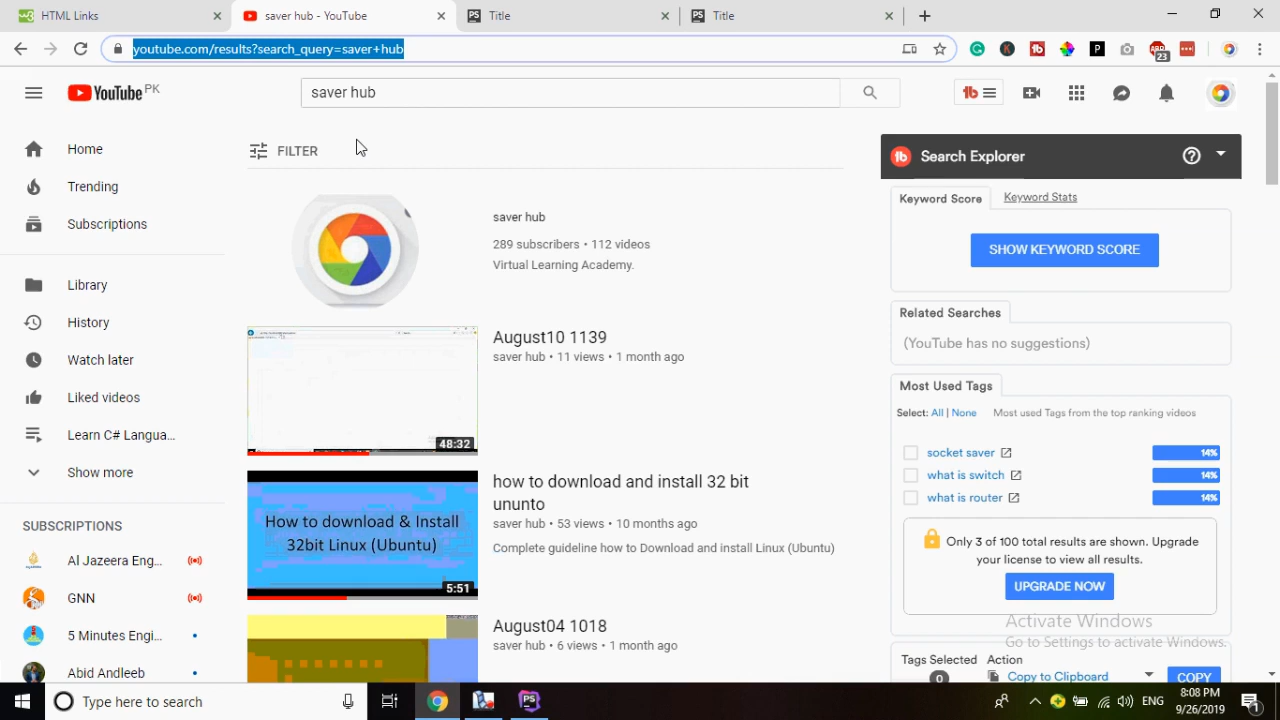 HTML Links
saver hub - YouTube
Title
Title
youtube.com/results?search_query=saver+hub
23
YouTube PK
saver hub
FILTER
Home
Trending
Subscriptions
Library
History
Watch later
Liked videos
Learn C# Langua...
Show more
SUBSCRIPTIONS
Al Jazeera Eng...
GNN
5 Minutes Engi...
Abid Andleeb
saver hub
289 subscribers • 112 videos
Virtual Learning Academy.
August10 1139
saver hub • 11 views • 1 month ago
48:32
how to download and install 32 bit
ununto
saver hub • 53 views • 10 months ago
Complete guideline how to Download and install Linux (Ubuntu)
How to download & Install
32bit Linux (Ubuntu)
5:51
August04 1018
saver hub • 6 views • 1 month ago
Search Explorer
Keyword Score
Keyword Stats
SHOW KEYWORD SCORE
Related Searches
(YouTube has no suggestions)
Most Used Tags
Select: All | None Most used Tags from the top ranking videos
socket saver 14%
what is switch 14%
what is router 14%
Only 3 of 100 total results are shown. Upgrade
your license to view all results.
UPGRADE NOW
Activate Windows
Go to Settings to activate Windows.
Tags Selected Action
0 Copy to Clipboard COPY
Type here to search
ENG
8:08 PM
9/26/2019
1